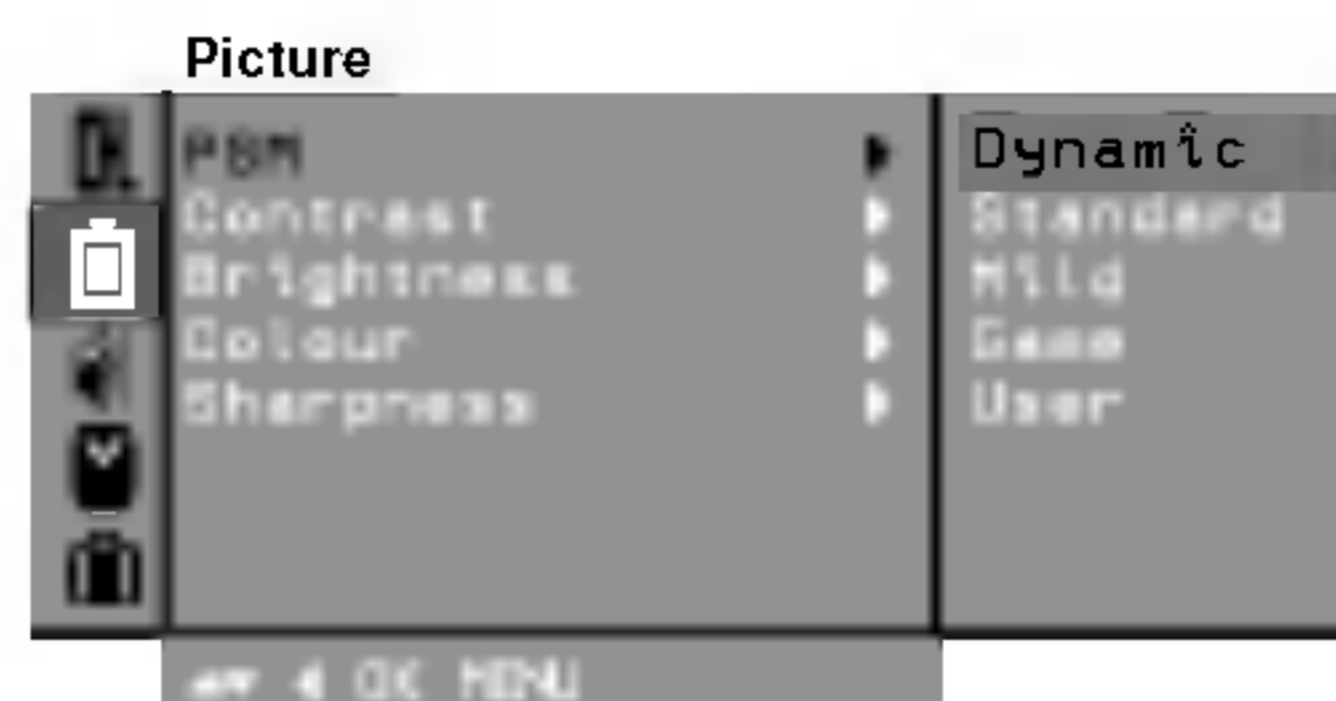 Picture
PSM Dynamic
Contrast Standard
Brightness Mild
Colour Game
Sharpness User
OK MENU